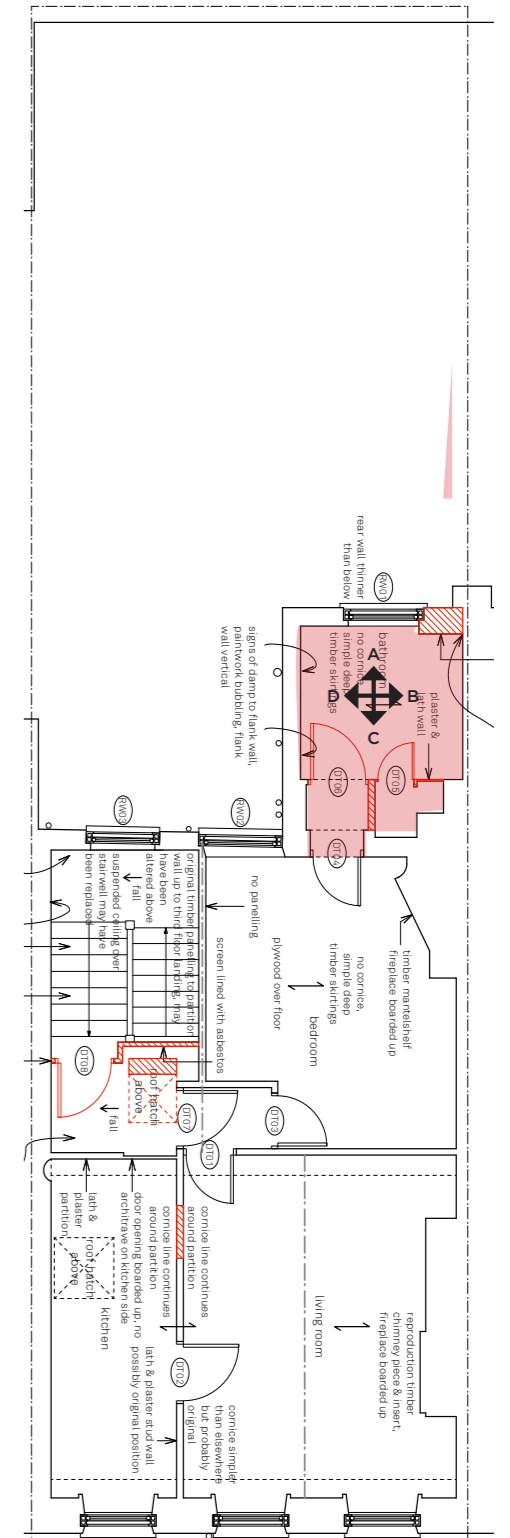 rear wall thinner
than below
RW01
signs of damp to flank wall,
paintwork bubbling, flank
wall vertical
bathroom
no cornice,
simple deep
timber skirtings
A
B
C
D
plaster &
lath wall
DT06
DT05
DT04
RW03
RW02
original timber panelling to partition
wall up to third floor landing, may
have been
altered above
fall
suspended ceiling over
stairwell may have
been replaced
no panelling
screen lined with asbestos
plywood over floor
no cornice,
simple deep
timber skirtings
bedroom
timber mantelshelf
fireplace boarded up
DT08
roof hatch
above
fall
DT07
DT01
DT03
lath &
plaster
partition
roof hatch
above
door opening boarded up, no
architrave on kitchen side
cornice line continues
around partition
cornice line continues
around partition
kitchen
living room
reproduction timber
chimney piece & insert,
fireplace boarded up
DT02
lath & plaster stud wall
possibly original position
cornice simpler
than elsewhere
but probably
original